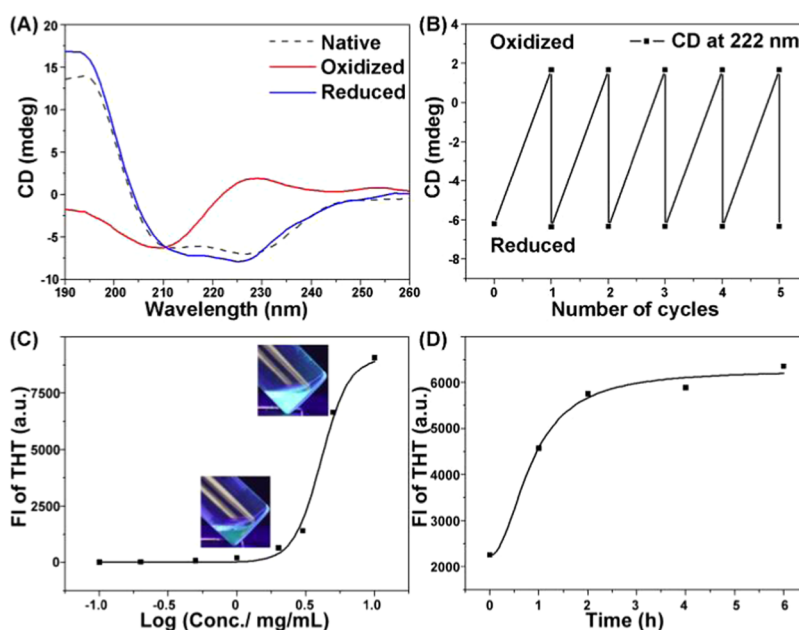 (A)
Native
Oxidized
Reduced
CD (mdeg)
20
15
10
5
0
-5
-10
190 200 210 220 230 240 250 260
Wavelength (nm)
(B)
Oxidized
CD at 222 nm
Reduced
CD (mdeg)
4
2
0
-2
-4
-6
-8
0 1 2 3 4 5
Number of cycles
(C)
FI of THT (a.u.)
7500
5000
2500
0
-1.0 -0.5 0.0 0.5 1.0
Log (Conc./ mg/mL)
(D)
FI of THT (a.u.)
6000
5000
4000
3000
2000
0 1 2 4 6
Time (h)